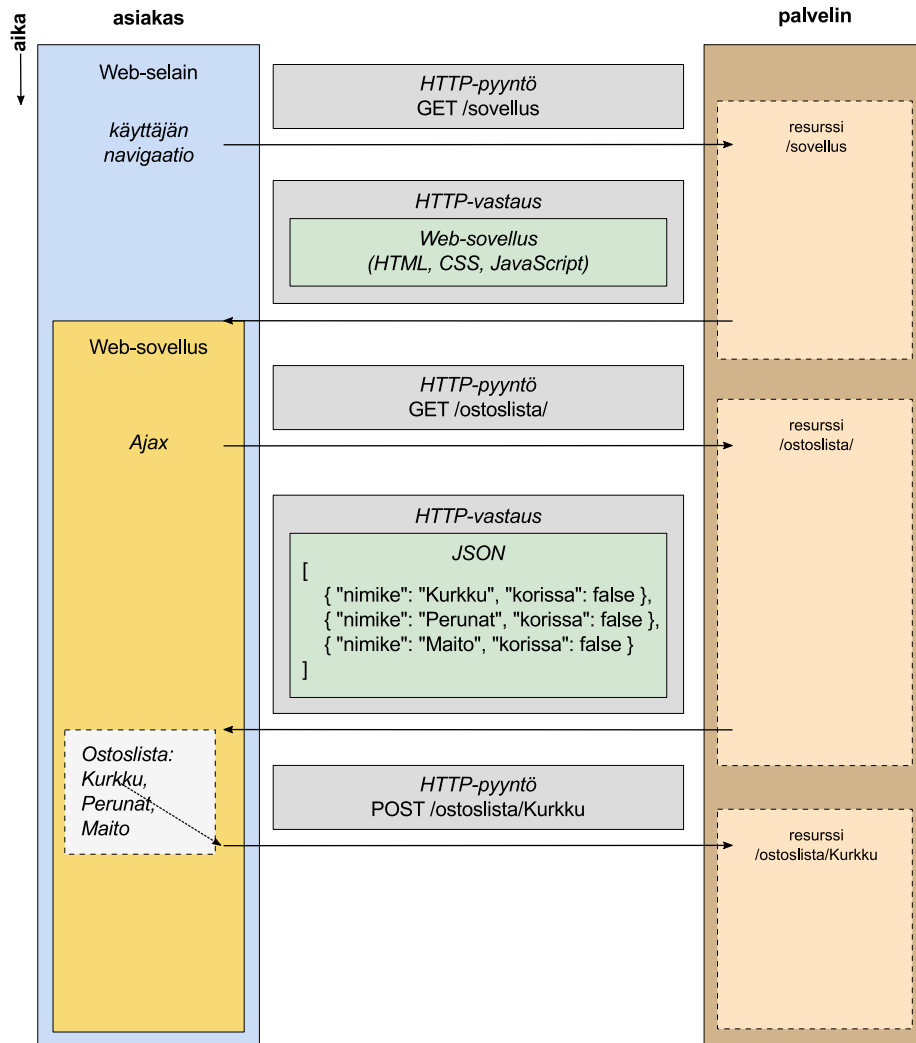 aika
asiakas
palvelin
Web-selain
käyttäjän
navigaatio
HTTP-pyyntö
GET /sovellus
resurssi
/sovellus
HTTP-vastaus
Web-sovellus
(HTML, CSS, JavaScript)
Web-sovellus
HTTP-pyyntö
GET /ostoslista/
Ajax
resurssi
/ostoslista/
HTTP-vastaus
JSON
[
{ "nimike": "Kurkku", "korissa": false },
{ "nimike": "Perunat", "korissa": false },
{ "nimike": "Maito", "korissa": false }
]
Ostoslista:
Kurkku,
Perunat,
Maito
HTTP-pyyntö
POST /ostoslista/Kurkku
resurssi
/ostoslista/Kurkku